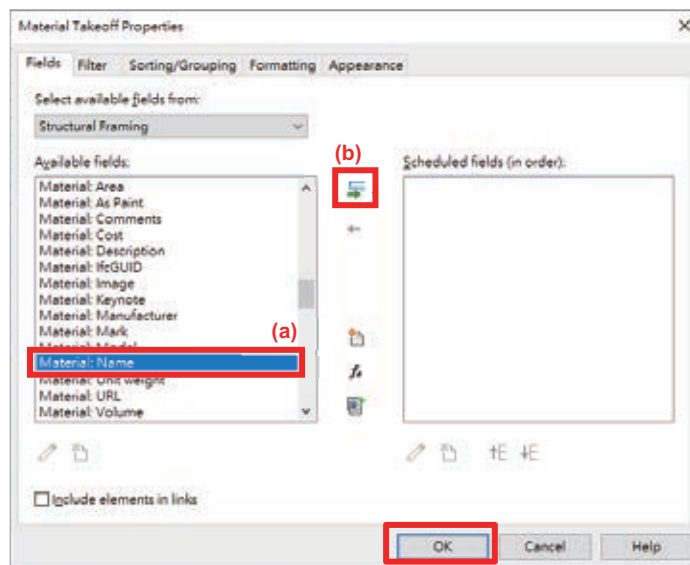 Material Takeoff Properties
Fields Filter Sorting/Grouping Formatting Appearance
Select available fields from:
Structural Framing
Available fields:
(b)
Scheduled fields (in order):
Material: Area
Material: As Paint
Material: Comments
Material: Cost
Material: Description
Material: IfcGUID
Material: Image
Material: Keynote
Material: Manufacturer
Material: Mark
(a)
Material: Model
Material: Name
Material: Unit weight
Material: URL
Material: Volume
Include elements in links
OK Cancel Help